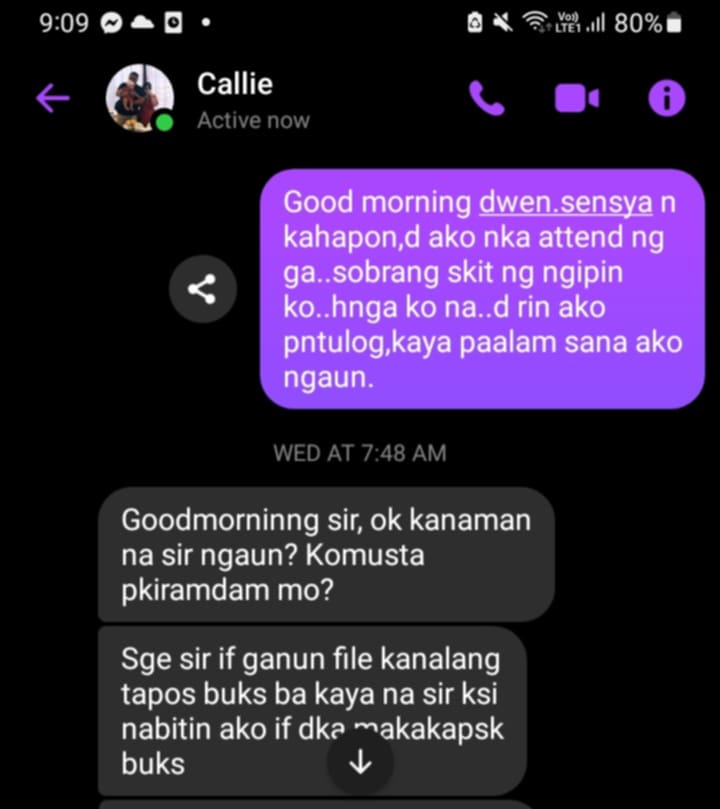 9:09 80%
Callie
Active now
Good morning dwen.sensya n
kahapon,d ako nka attend ng
ga..sobrang skit ng ngipin
ko..hnga ko na..d rin ako
pntulog,kaya paalam sana ako
ngaun.
WED AT 7:48 AM
Goodmorninng sir, ok kanaman
na sir ngaun? Komusta
pkiramdam mo?
Sge sir if ganun file kanalang
tapos buks ba kaya na sir ksi
nabitin ako if dka makakapsk
buks